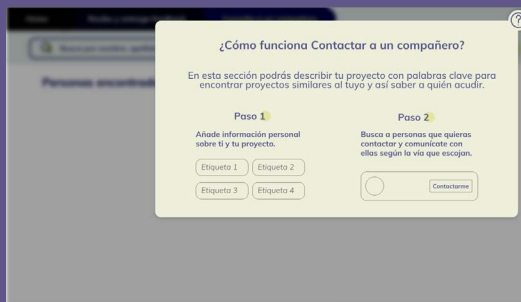 ?
¿Cómo funciona Contactar a un compañero?
En esta sección podrás describir tu proyecto con palabras clave para
encontrar proyectos similares al tuyo y así saber a quién acudir.
Paso 1
Añade información personal
sobre ti y tu proyecto.
Etiqueta 1 Etiqueta 2
Etiqueta 3 Etiqueta 4
Paso 2
Busca a personas que quieras
contactar y comunícate con
ellas según la vía que escojan.
Contactarme